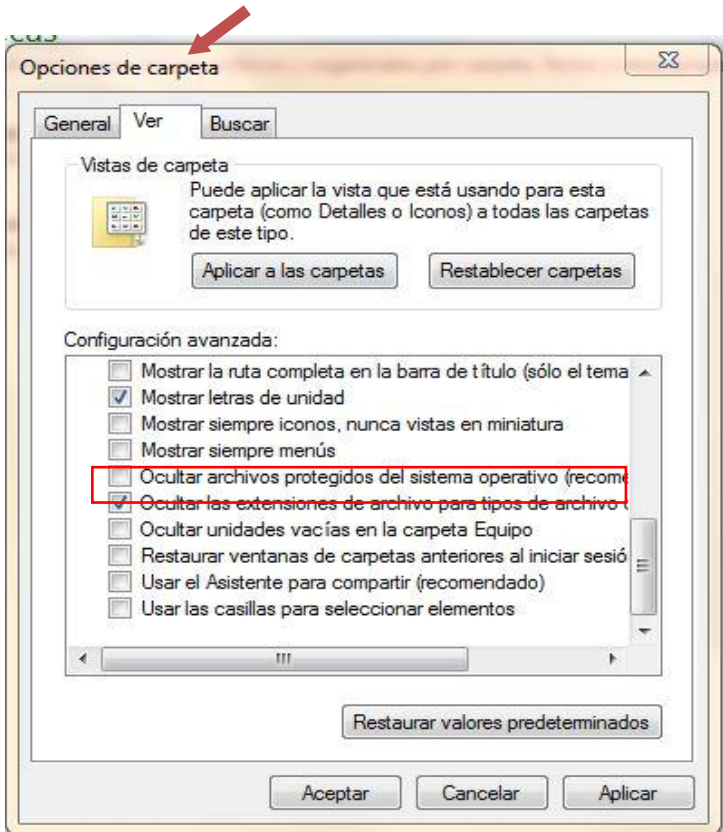 Opciones de carpeta
General Ver Buscar
Vistas de carpeta
Puede aplicar la vista que está usando para esta
carpeta (como Detalles o Iconos) a todas las carpetas
de este tipo.
Aplicar a las carpetas Restablecer carpetas
Configuración avanzada:
Mostrar la ruta completa en la barra de título (sólo el tema
Mostrar letras de unidad
Mostrar siempre iconos, nunca vistas en miniatura
Mostrar siempre menús
Ocultar archivos protegidos del sistema operativo (recome
Ocultar las extensiones de archivo para tipos de archivo
Ocultar unidades vacías en la carpeta Equipo
Restaurar ventanas de carpetas anteriores al iniciar sesió
Usar el Asistente para compartir (recomendado)
Usar las casillas para seleccionar elementos
Restaurar valores predeterminados
Aceptar Cancelar Aplicar